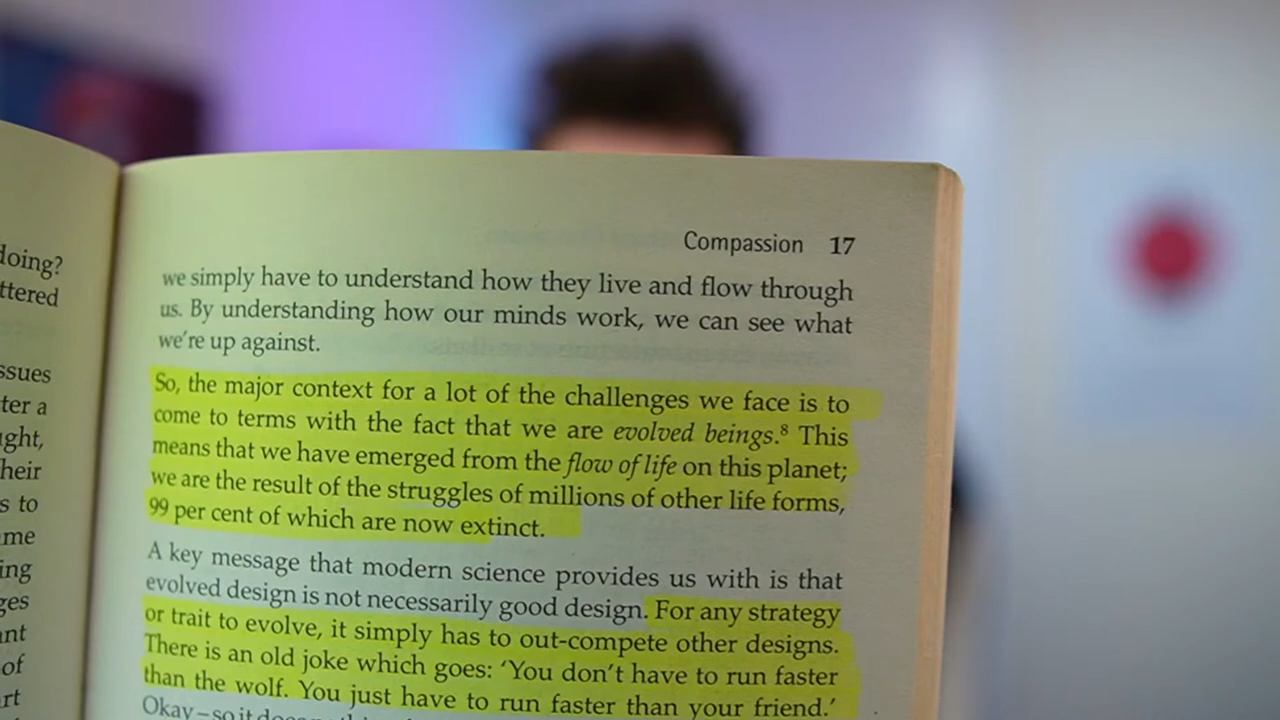 doing?
ttered
ssues
ter a
ght,
heir
s to
me
ing
ges
nt
of
rt
Compassion 17
we simply have to understand how they live and flow through
us. By understanding how our minds work, we can see what
we're up against.
So, the major context for a lot of the challenges we face is to
come to terms with the fact that we are evolved beings.⁸ This
means that we have emerged from the flow of life on this planet;
we are the result of the struggles of millions of other life forms,
99 per cent of which are now extinct.
A key message that modern science provides us with is that
evolved design is not necessarily good design. For any strategy
or trait to evolve, it simply has to out-compete other designs.
There is an old joke which goes: 'You don't have to run faster
than the wolf. You just have to run faster than your friend.'
Okay – so it